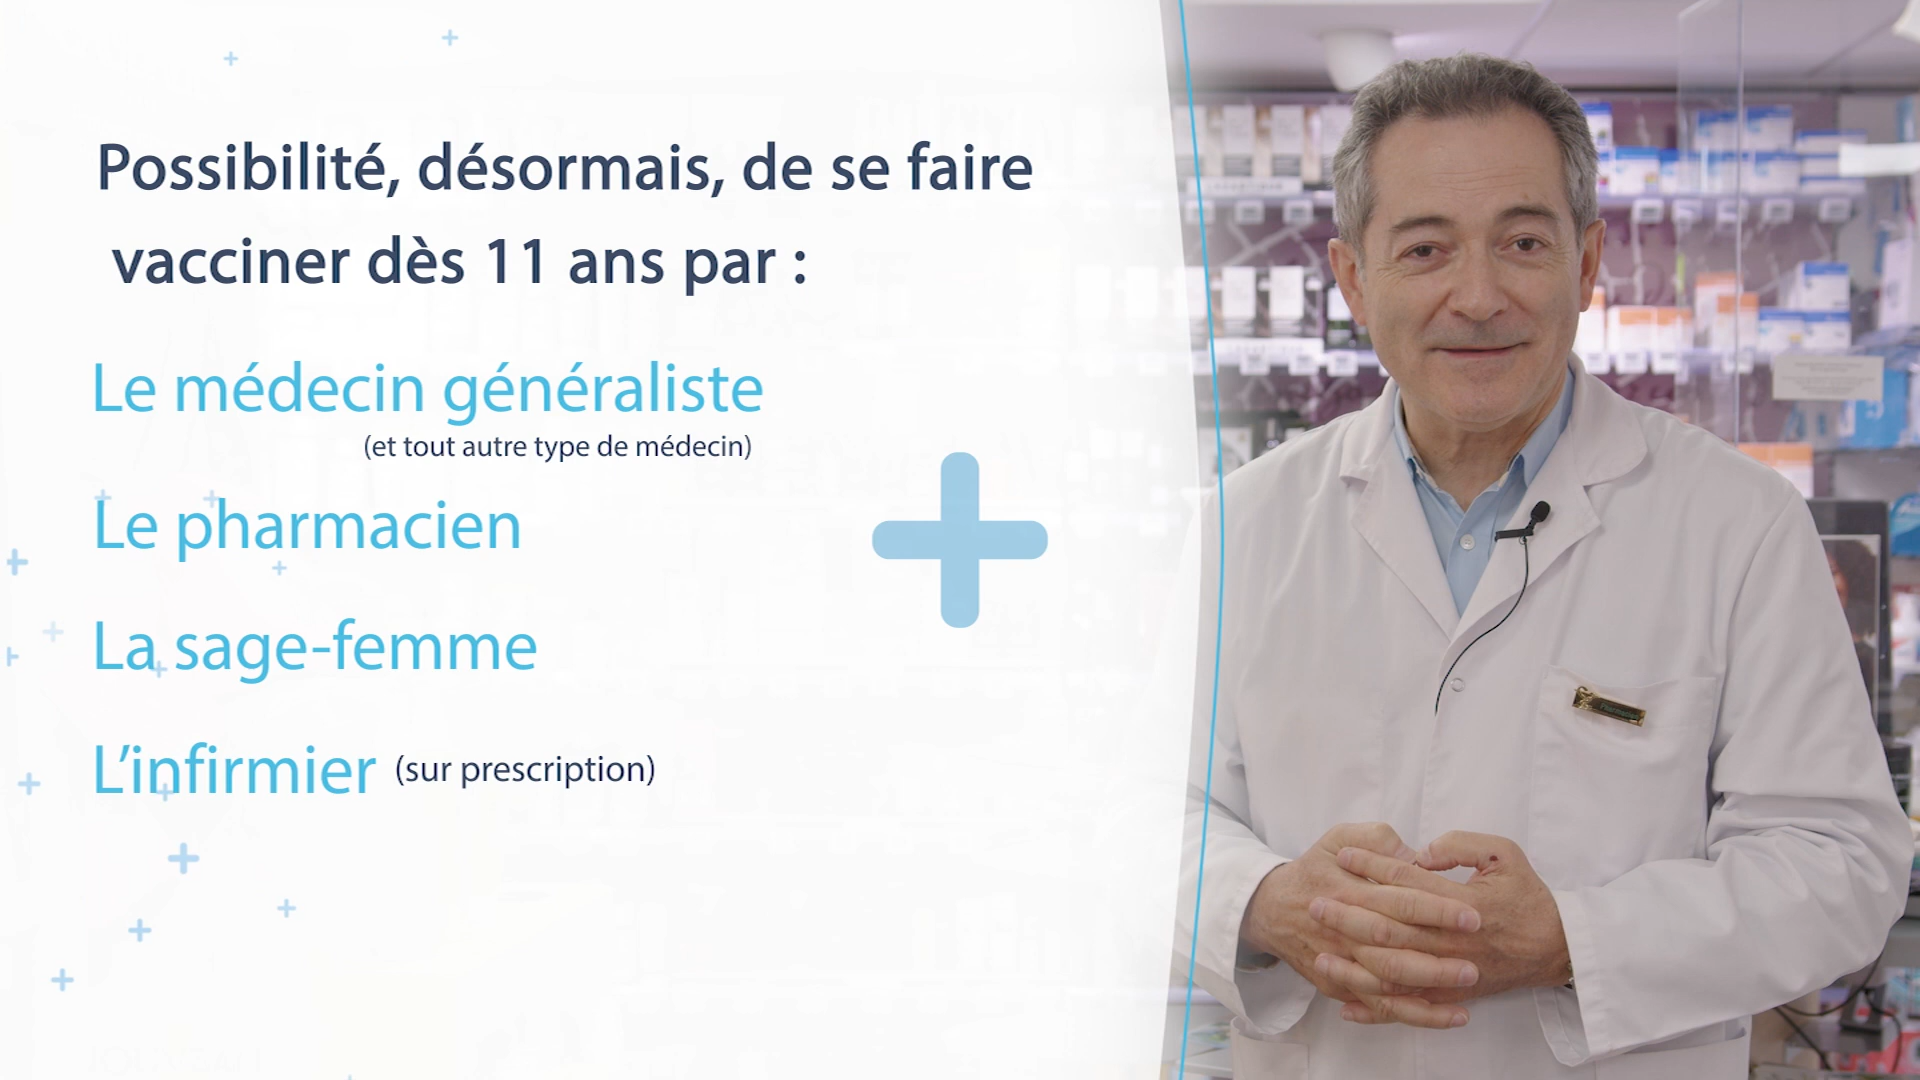 Possibilité, désormais, de se faire
vacciner dès 11 ans par :
Le médecin généraliste
(et tout autre type de médecin)
Le pharmacien
La sage-femme
L’infirmier (sur prescription)